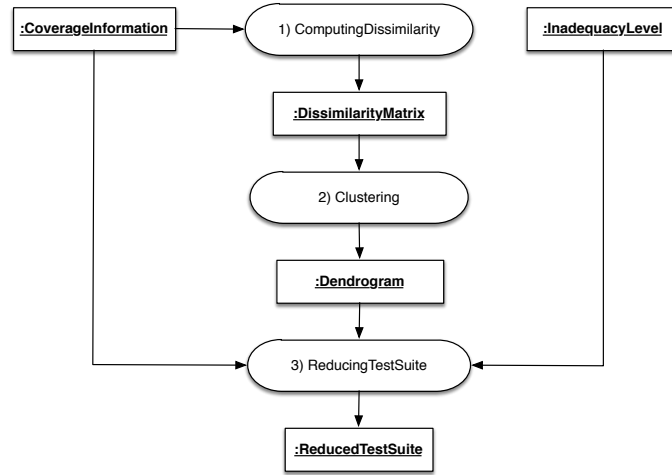 :CoverageInformation
1) ComputingDissimilarity
:InadequacyLevel
:DissimilarityMatrix
2) Clustering
:Dendrogram
3) ReducingTestSuite
:ReducedTestSuite